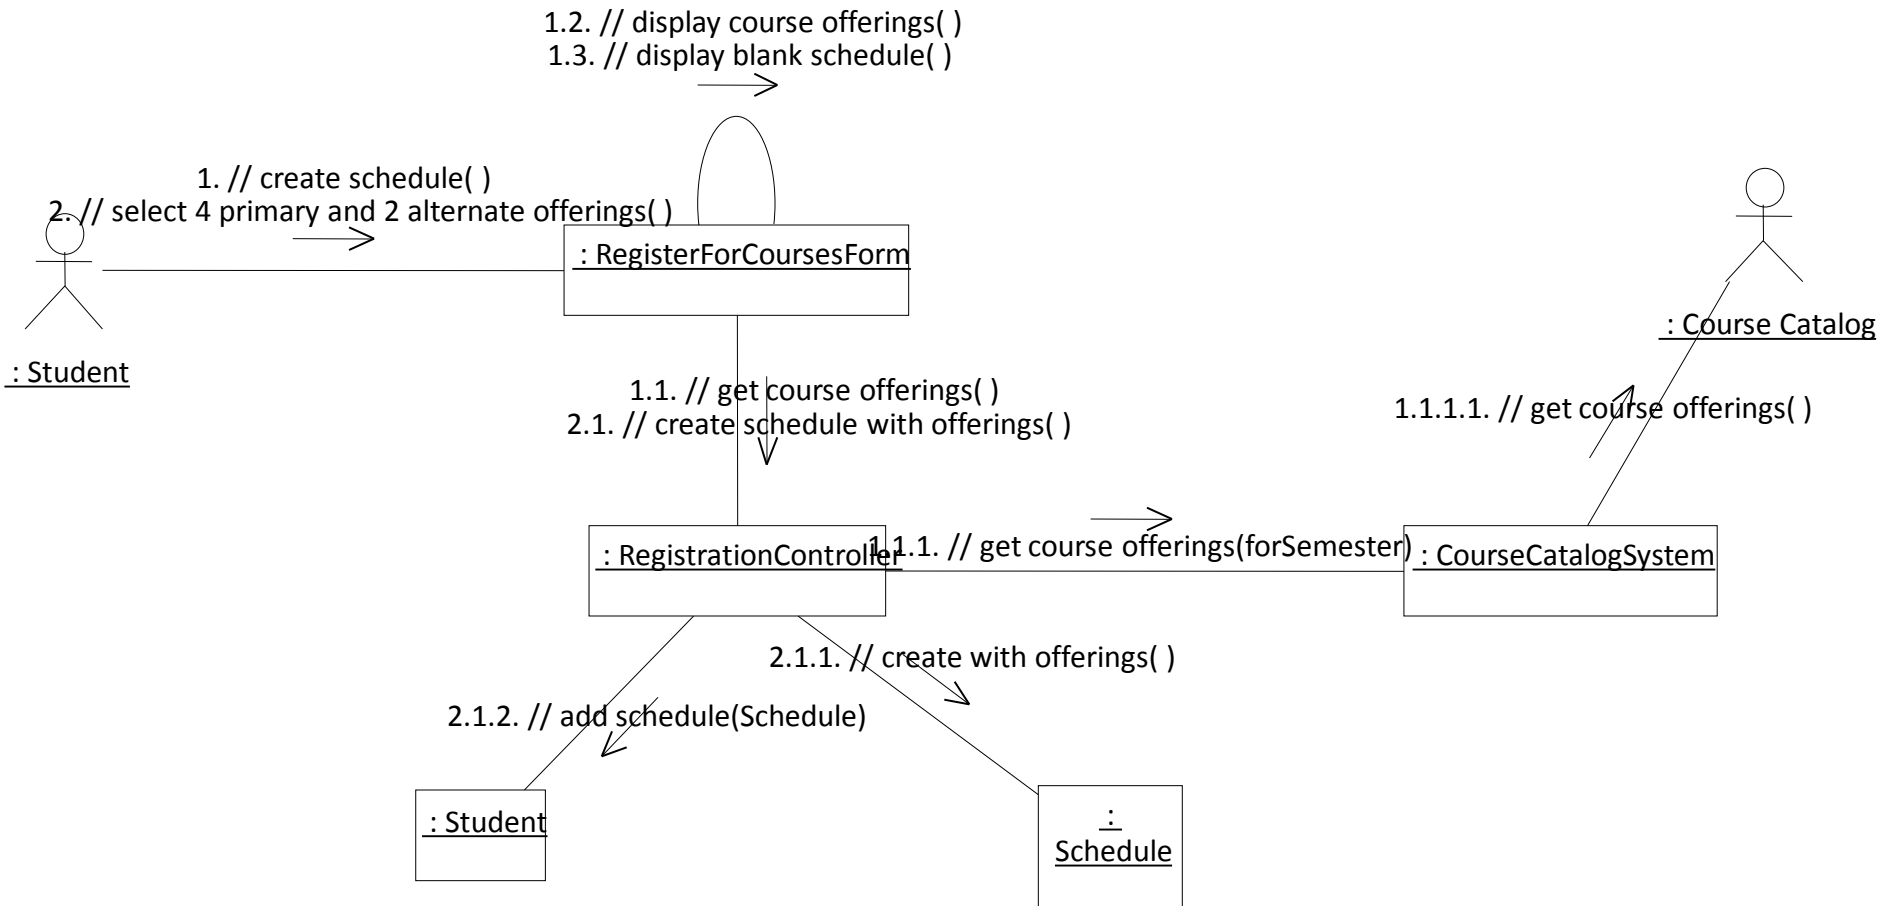 1.2. // display course offerings( )
1.3. // display blank schedule( )
1. // create schedule( )
2. // select 4 primary and 2 alternate offerings( )
: RegisterForCoursesForm
: Course Catalog
: Student
1.1. // get course offerings( )
2.1. // create schedule with offerings( )
1.1.1.1. // get course offerings( )
: RegistrationController
1.1.1. // get course offerings(forSemester)
: CourseCatalogSystem
2.1.1. // create with offerings( )
2.1.2. // add schedule(Schedule)
: Student
:
Schedule